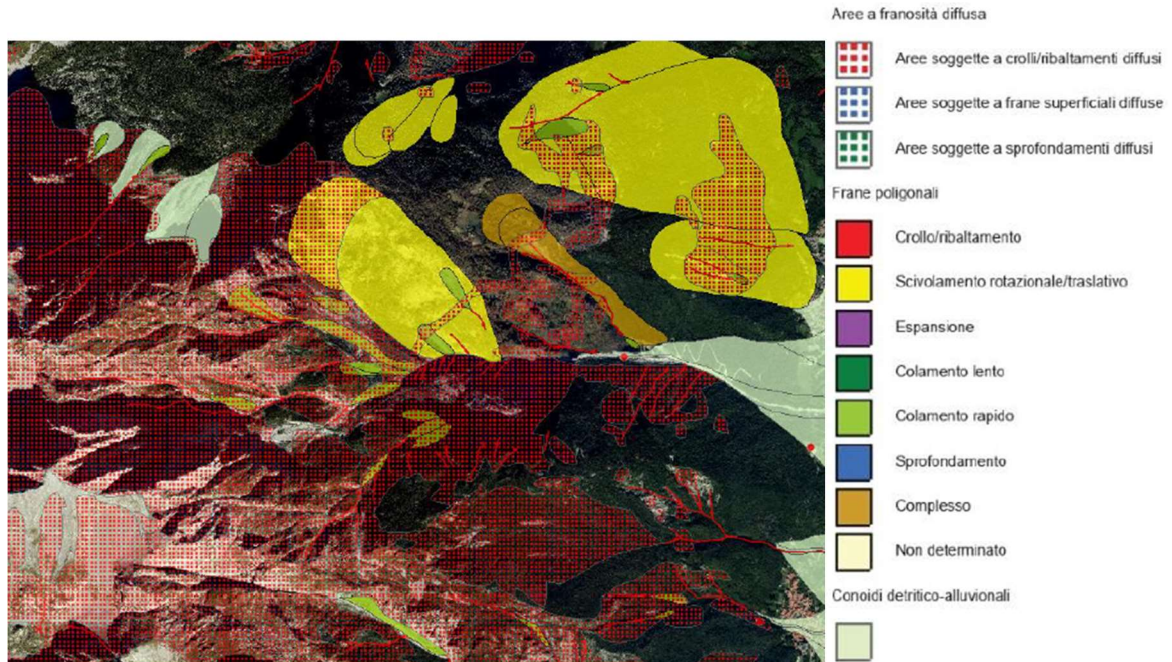 Aree a franosità diffusa
Aree soggette a crolli/ribaltamenti diffusi
Aree soggette a frane superficiali diffuse
Aree soggette a sprofondamenti diffusi
Frane poligonali
Crollo/ribaltamento
Scivolamento rotazionale/traslativo
Espansione
Colamento lento
Colamento rapido
Sprofondamento
Complesso
Non determinato
Conoidi detritico-alluvionali